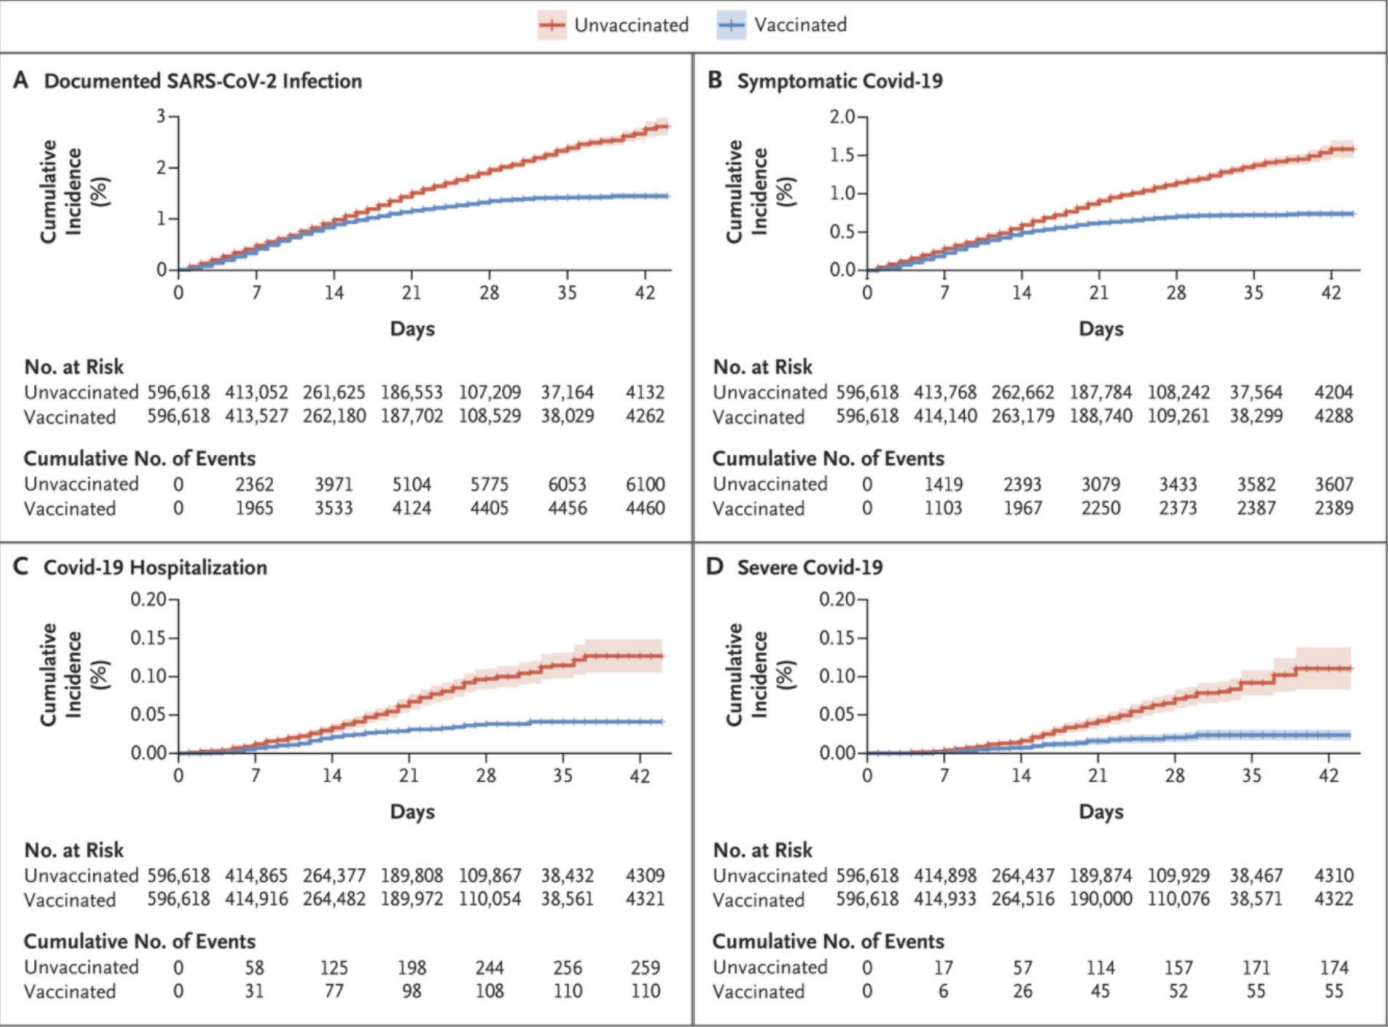 Unvaccinated Vaccinated
A Documented SARS-CoV-2 Infection
Cumulative
Incidence
(%)
3
2
1
0
0 7 14 21 28 35 42
Days
No. at Risk
Unvaccinated 596,618 413,052 261,625 186,553 107,209 37,164 4132
Vaccinated 596,618 413,527 262,180 187,702 108,529 38,029 4262
Cumulative No. of Events
Unvaccinated 0 2362 3971 5104 5775 6053 6100
Vaccinated 0 1965 3533 4124 4405 4456 4460
B Symptomatic Covid-19
Cumulative
Incidence
(%)
2.0
1.5
1.0
0.5
0.0
0 7 14 21 28 35 42
Days
No. at Risk
Unvaccinated 596,618 413,768 262,662 187,784 108,242 37,564 4204
Vaccinated 596,618 414,140 263,179 188,740 109,261 38,299 4288
Cumulative No. of Events
Unvaccinated 0 1419 2393 3079 3433 3582 3607
Vaccinated 0 1103 1967 2250 2373 2387 2389
C Covid-19 Hospitalization
Cumulative
Incidence
(%)
0.20
0.15
0.10
0.05
0.00
0 7 14 21 28 35 42
Days
No. at Risk
Unvaccinated 596,618 414,865 264,377 189,808 109,867 38,432 4309
Vaccinated 596,618 414,916 264,482 189,972 110,054 38,561 4321
Cumulative No. of Events
Unvaccinated 0 58 125 198 244 256 259
Vaccinated 0 31 77 98 108 110 110
D Severe Covid-19
Cumulative
Incidence
(%)
0.20
0.15
0.10
0.05
0.00
0 7 14 21 28 35 42
Days
No. at Risk
Unvaccinated 596,618 414,898 264,437 189,874 109,929 38,467 4310
Vaccinated 596,618 414,933 264,516 190,000 110,076 38,571 4322
Cumulative No. of Events
Unvaccinated 0 17 57 114 157 171 174
Vaccinated 0 6 26 45 52 55 55